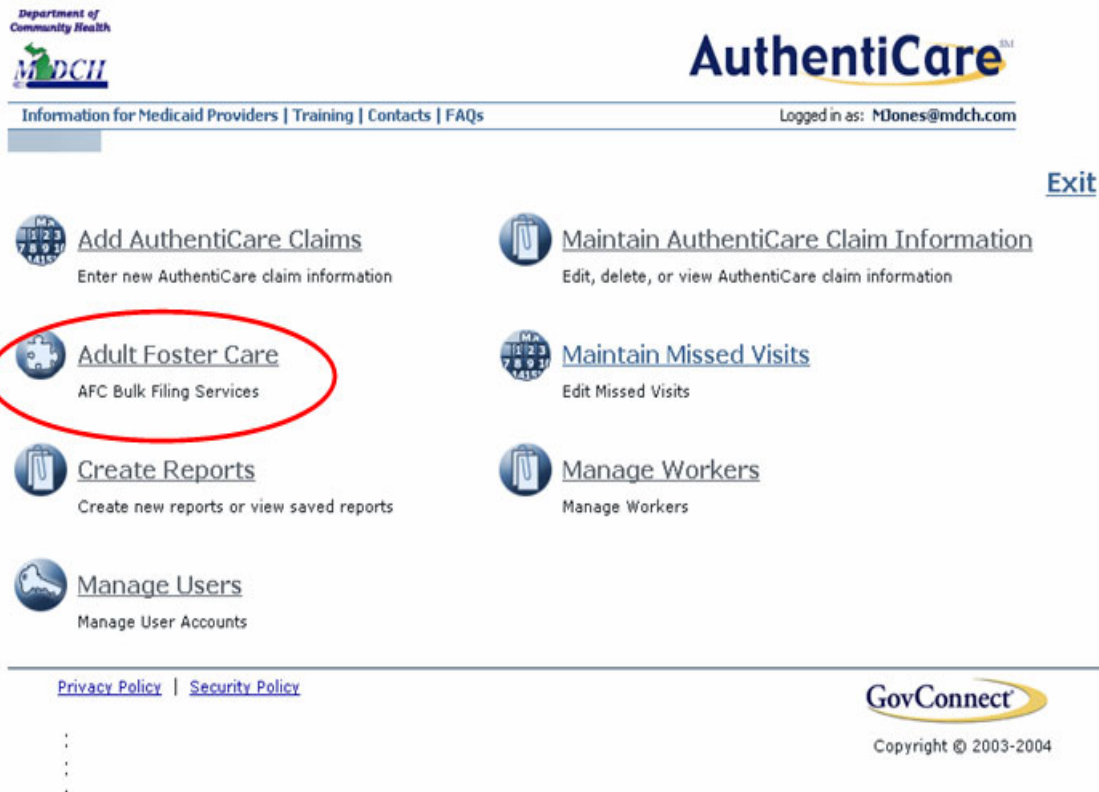 Department of
Community Health
MDCH
AuthentiCare SM
Information for Medicaid Providers | Training | Contacts | FAQs
Logged in as: MJones@mdch.com
Exit
Add AuthentiCare Claims
Enter new AuthentiCare claim information
Maintain AuthentiCare Claim Information
Edit, delete, or view AuthentiCare claim information
Adult Foster Care
AFC Bulk Filing Services
Maintain Missed Visits
Edit Missed Visits
Create Reports
Create new reports or view saved reports
Manage Workers
Manage Workers
Manage Users
Manage User Accounts
Privacy Policy | Security Policy
GovConnect
Copyright © 2003-2004